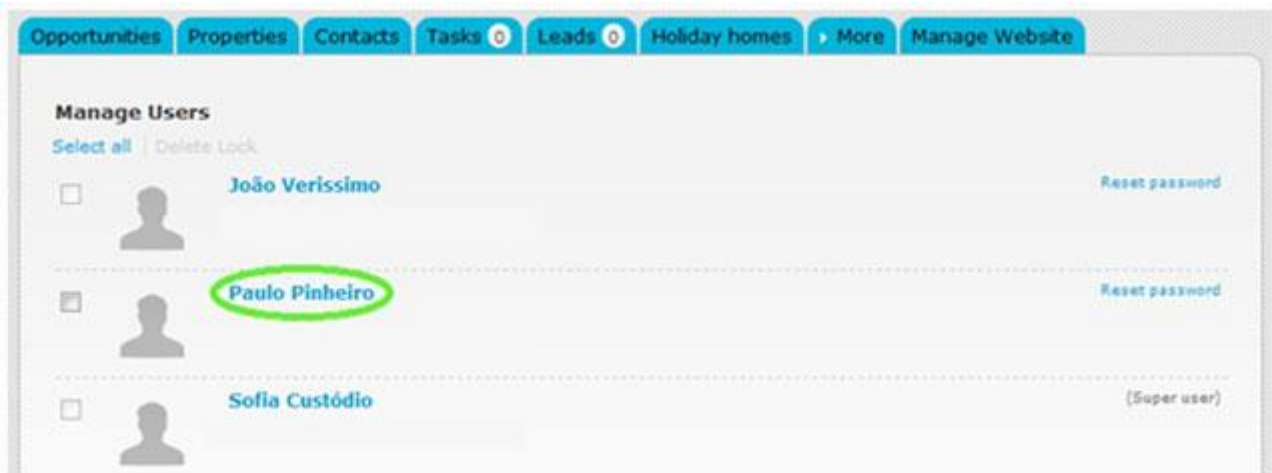 Opportunities Properties Contacts Tasks 0 Leads 0 Holiday homes More Manage Website
Manage Users
Select all Delete Lock
João Verissimo Reset password
Paulo Pinheiro Reset password
Sofia Custódio (Super user)